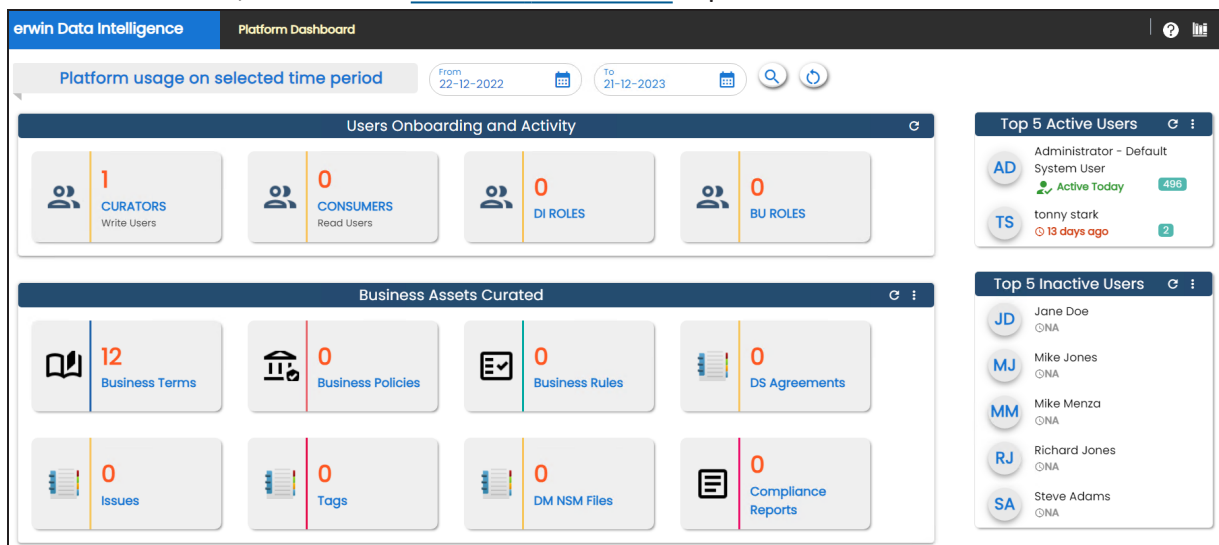 erwin Data Intelligence
Platform Dashboard
Platform usage on selected time period
From
22-12-2022
To
21-12-2023
Users Onboarding and Activity
1
CURATORS
Write Users
0
CONSUMERS
Read Users
0
DI ROLES
0
BU ROLES
Business Assets Curated
12
Business Terms
0
Business Policies
0
Business Rules
0
DS Agreements
0
Issues
0
Tags
0
DM NSM Files
0
Compliance
Reports
Top 5 Active Users
AD
Administrator - Default
System User
Active Today
496
TS
tonny stark
13 days ago
2
Top 5 Inactive Users
JD
Jane Doe
NA
MJ
Mike Jones
NA
MM
Mike Menza
NA
RJ
Richard Jones
NA
SA
Steve Adams
NA